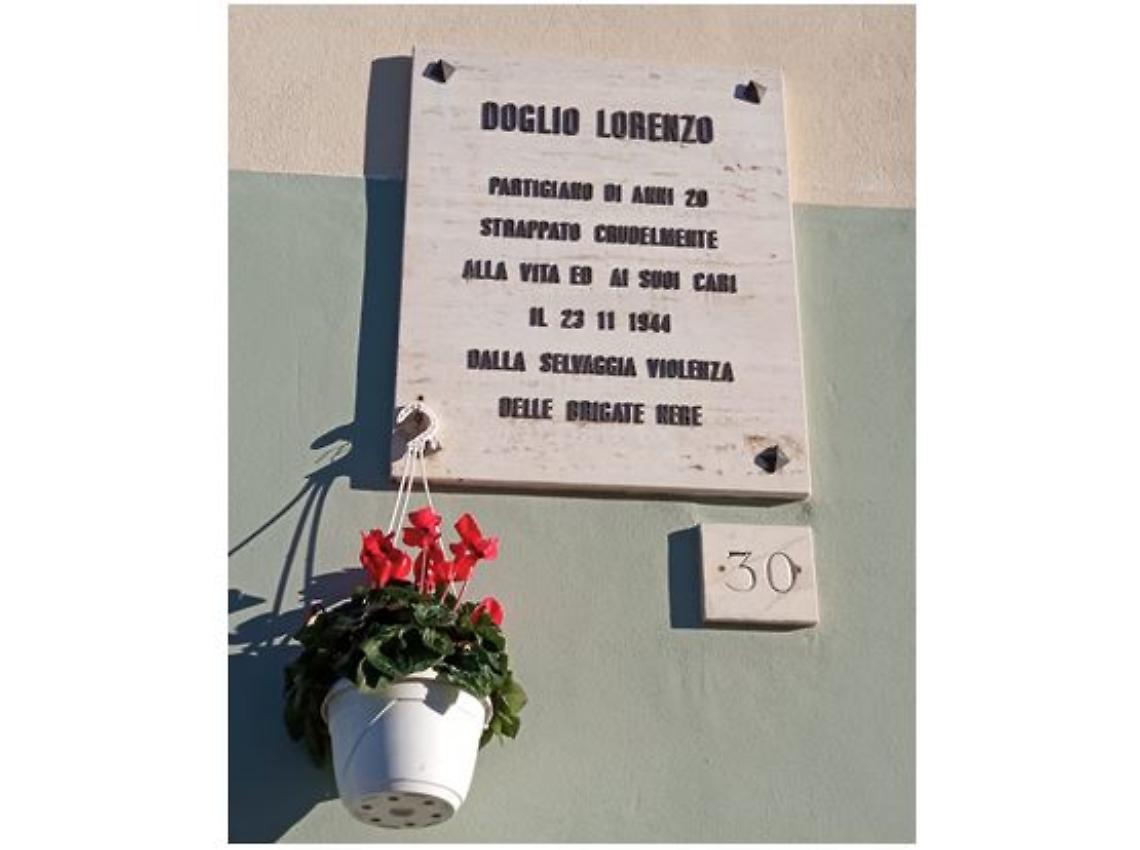 DOGLIO LORENZO
PARTIGIANO DI ANNI 20
STRAPPATO CRUDELMENTE
ALLA VITA ED AI SUOI CARI
IL 23 11 1944
DALLA SELVAGGIA VIOLENZA
DELLE BRIGATE NERE
30